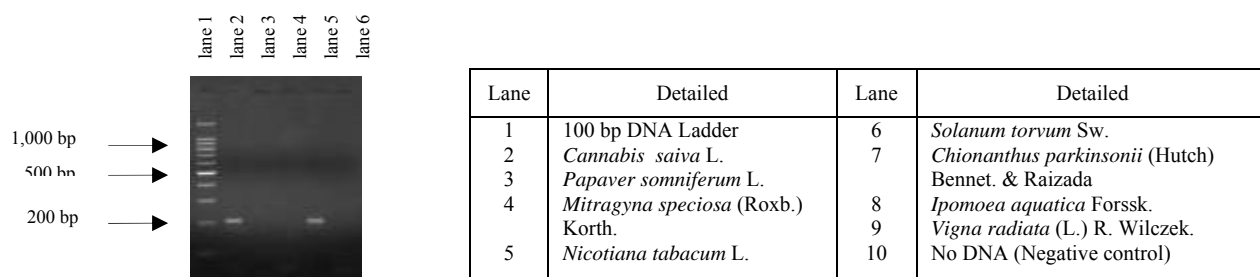 lane 1
lane 2
lane 3
lane 4
lane 5
lane 6
1,000 bp
500 bp
200 bp
Lane Detailed Lane Detailed
1 100 bp DNA Ladder 6 Solanum torvum Sw.
2 Cannabis saiva L. 7 Chionanthus parkinsonii (Hutch)
3 Papaver somniferum L. Bennet. & Raizada
4 Mitragyna speciosa (Roxb.) 8 Ipomoea aquatica Forssk.
Korth. 9 Vigna radiata (L.) R. Wilczek.
5 Nicotiana tabacum L. 10 No DNA (Negative control)